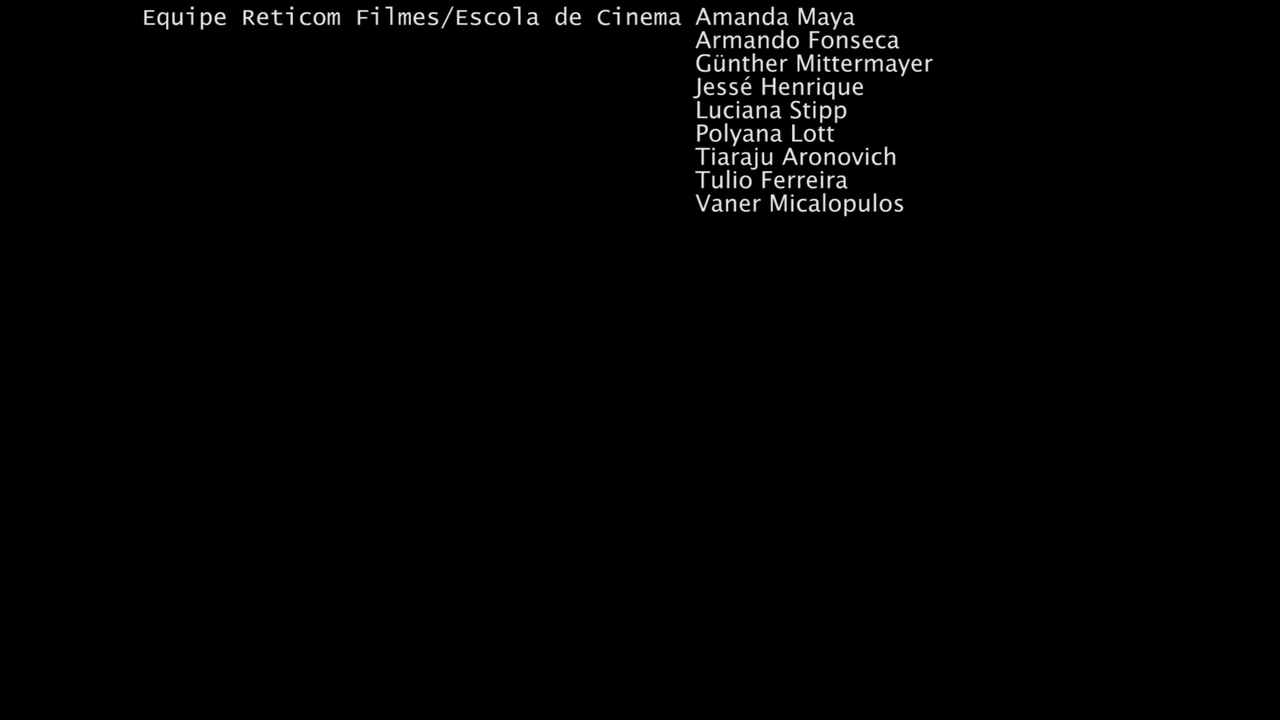 Equipe Reticom Filmes/Escola de Cinema Amanda Maya
Armando Fonseca
Günther Mittermayer
Jessé Henrique
Luciana Stipp
Polyana Lott
Tiaraju Aronovich
Tulio Ferreira
Vaner Micalopulos